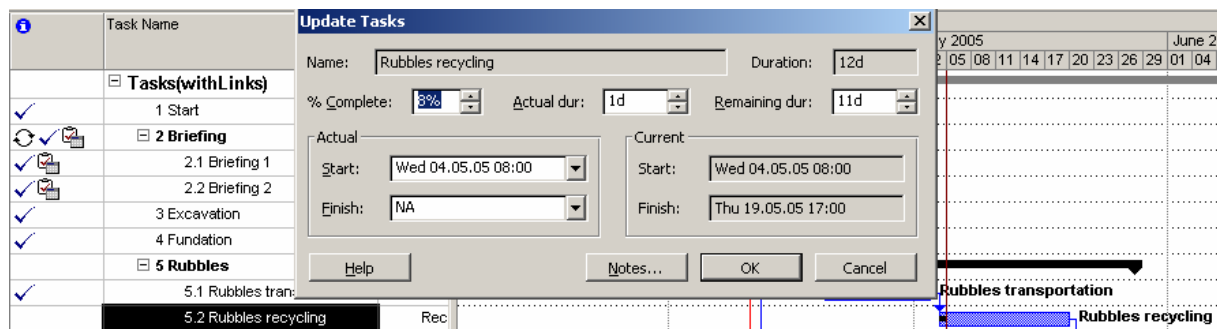 Task Name
Update Tasks
Name: Rubbles recycling Duration: 12d
y 2005 June 2
05 08 11 14 17 20 23 26 29 01 04
Tasks(withLinks)
% Complete: 8% Actual dur: 1d Remaining dur: 11d
1 Start
Actual Current
2 Briefing
Start: Wed 04.05.05 08:00 Start: Wed 04.05.05 08:00
2.1 Briefing 1
2.2 Briefing 2
Finish: NA Finish: Thu 19.05.05 17:00
3 Excavation
4 Fundation
5 Rubbles
Help Notes... OK Cancel
5.1 Rubbles tran Rubbles transportation
5.2 Rubbles recycling Rec Rubbles recycling